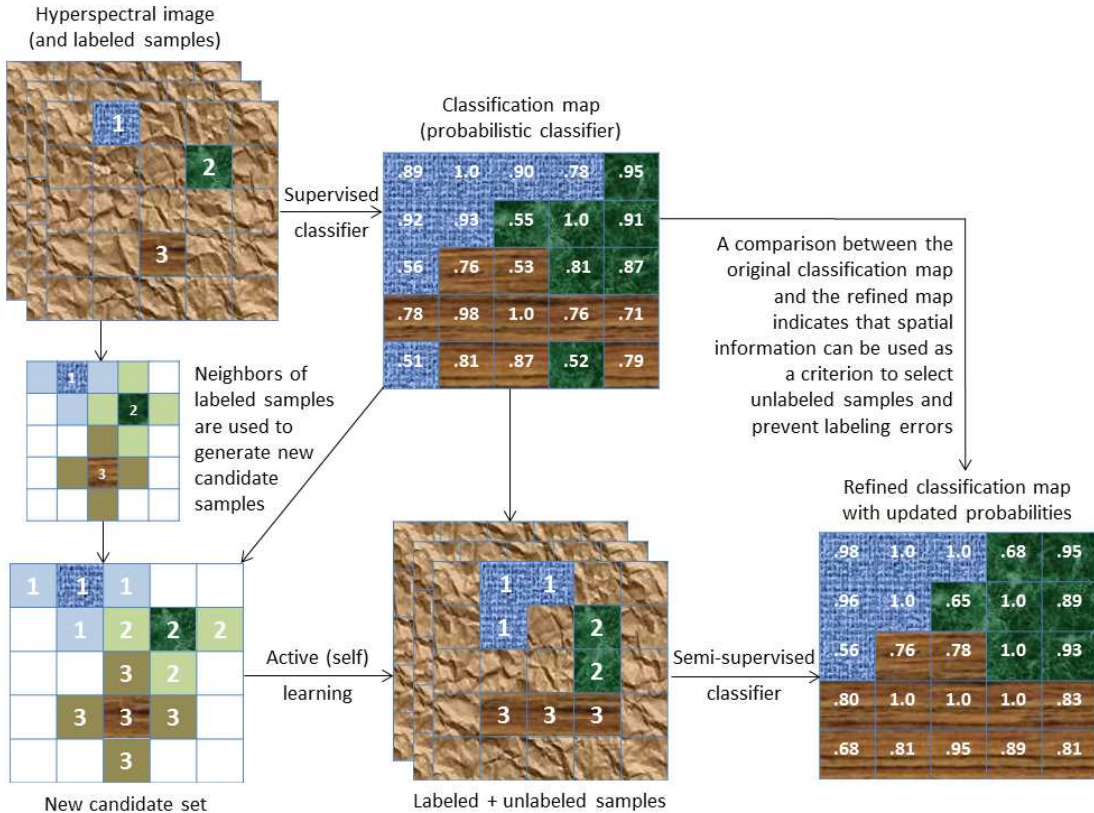 Hyperspectral image
(and labeled samples)
1
2
3
Supervised
classifier
Classification map
(probabilistic classifier)
.89 1.0 .90 .78 .95
.92 .93 .55 1.0 .91
.56 .76 .53 .81 .87
.78 .98 1.0 .76 .71
.51 .81 .87 .52 .79
A comparison between the
original classification map
and the refined map
indicates that spatial
information can be used as
a criterion to select
unlabeled samples and
prevent labeling errors
1
2
3
Neighbors of
labeled samples
are used to
generate new
candidate
samples
1 1 1
1 2 2 2
3 2
3 3 3
3
New candidate set
Active (self)
learning
1 1
1 2
2
3 3 3
Labeled + unlabeled samples
Semi-supervised
classifier
Refined classification map
with updated probabilities
.98 1.0 1.0 .68 .95
.96 1.0 .65 1.0 .89
.56 .76 .78 1.0 .93
.80 1.0 1.0 1.0 .83
.68 .81 .95 .89 .81